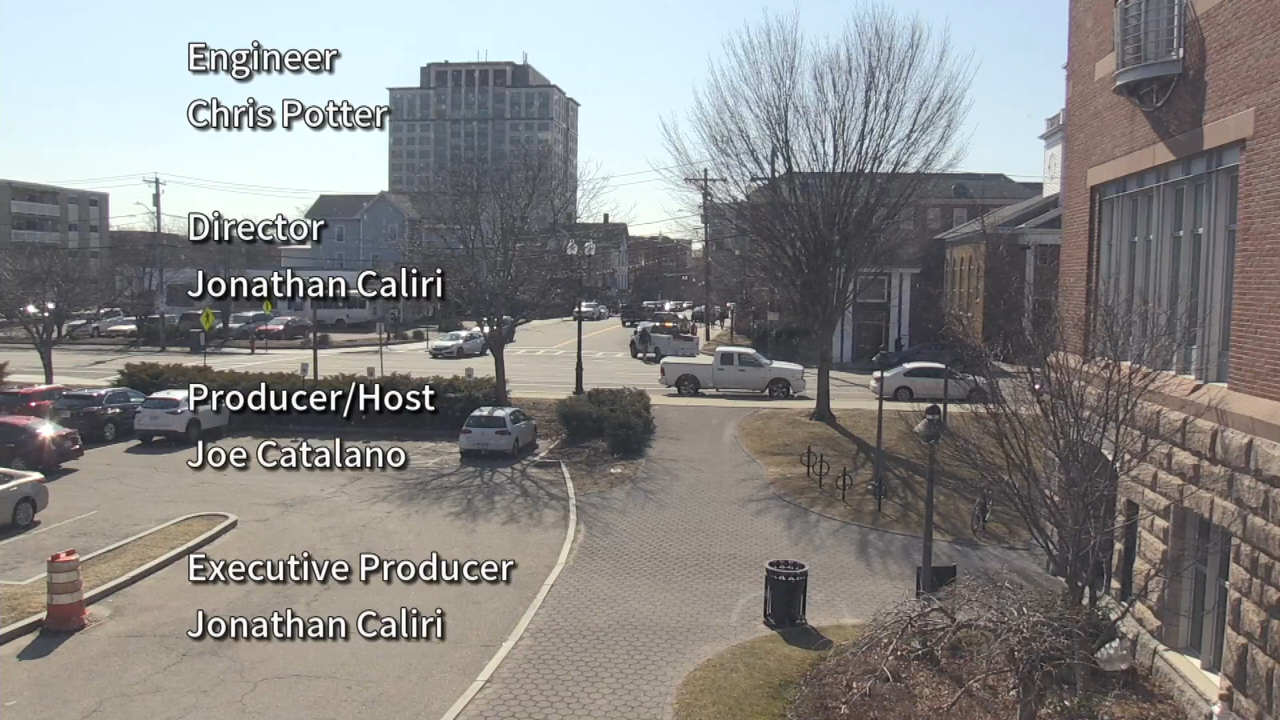 Engineer
Chris Potter
Director
Jonathan Caliri
Producer/Host
Joe Catalano
Executive Producer
Jonathan Caliri